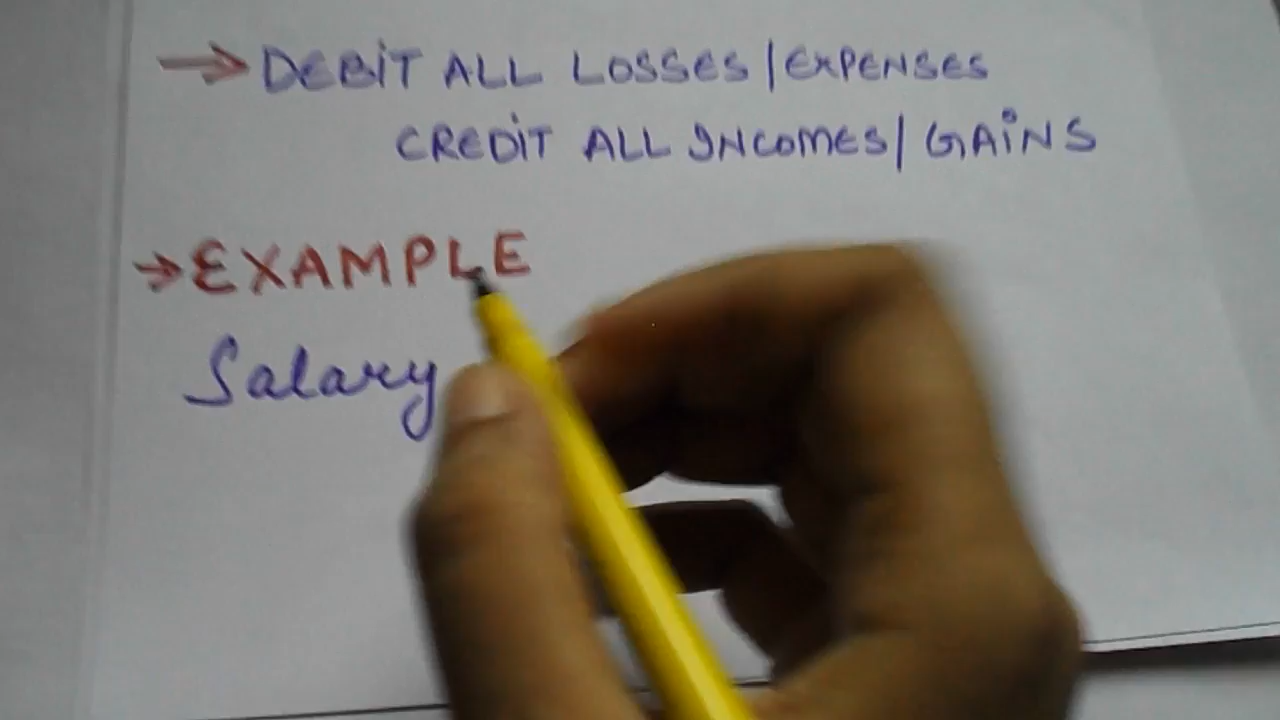 → DEBIT ALL LOSSES/EXPENSES
CREDIT ALL INCOMES/GAINS
→ EXAMPLE
Salary